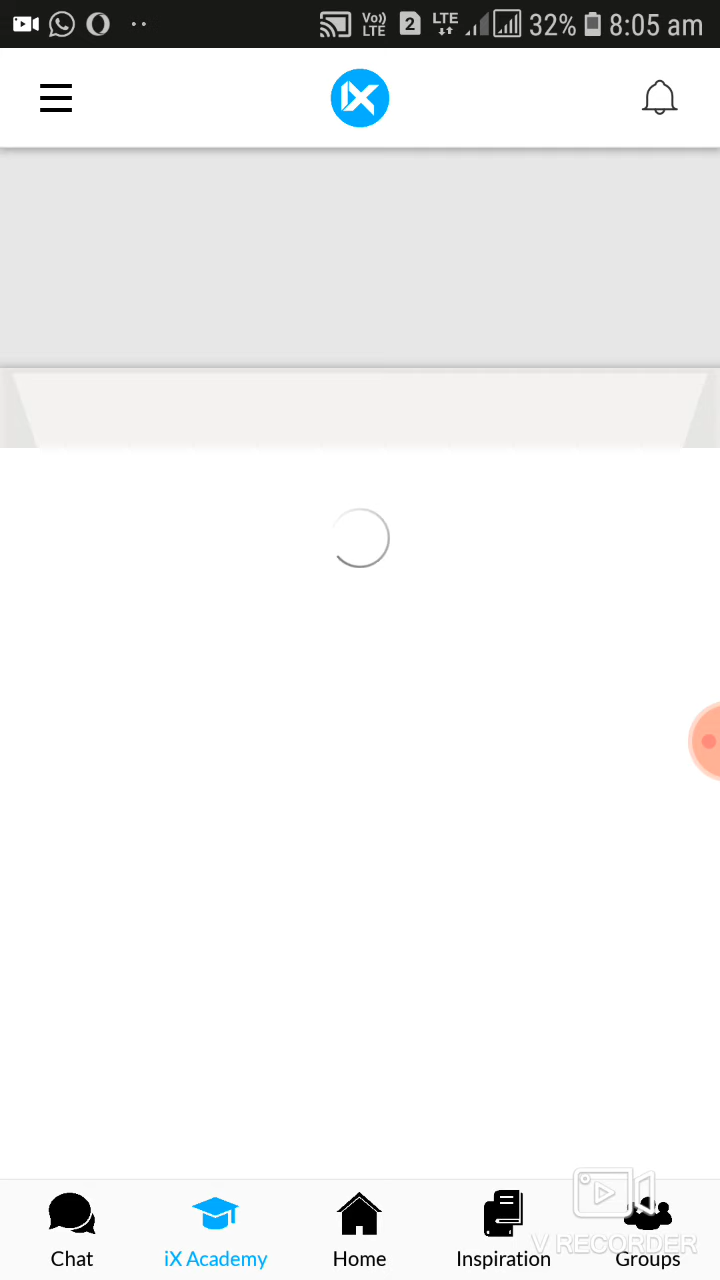 Vo)) LTE 2 LTE 32% 8:05 am
iX
Chat iX Academy Home Inspiration Groups
V RECORDER